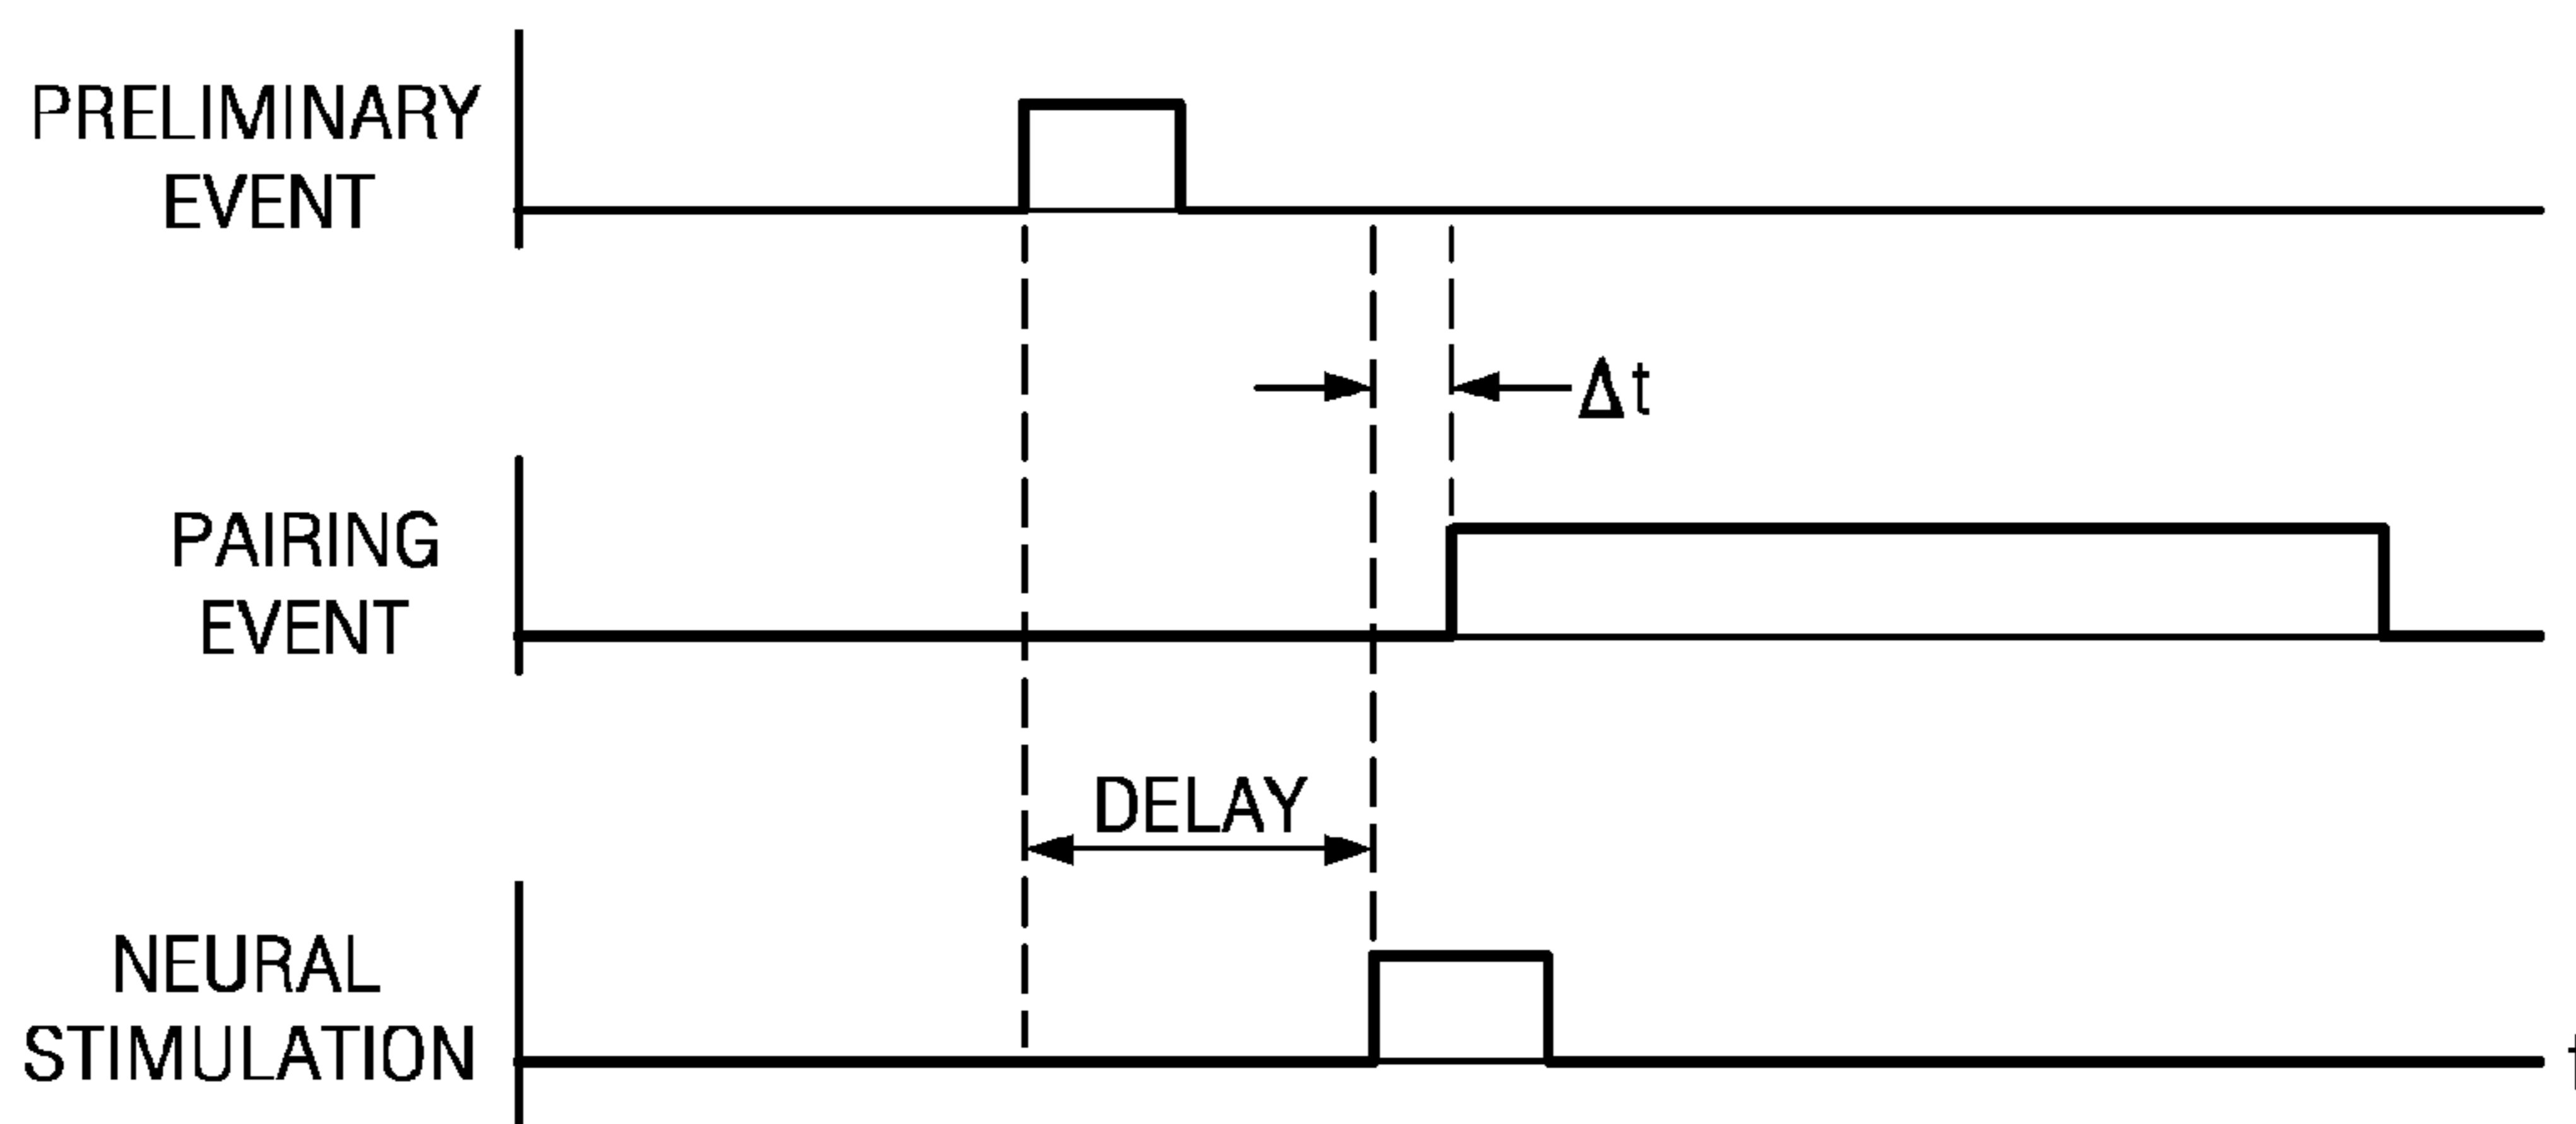 PRELIMINARY
EVENT
Δt
PAIRING
EVENT
DELAY
NEURAL
STIMULATION